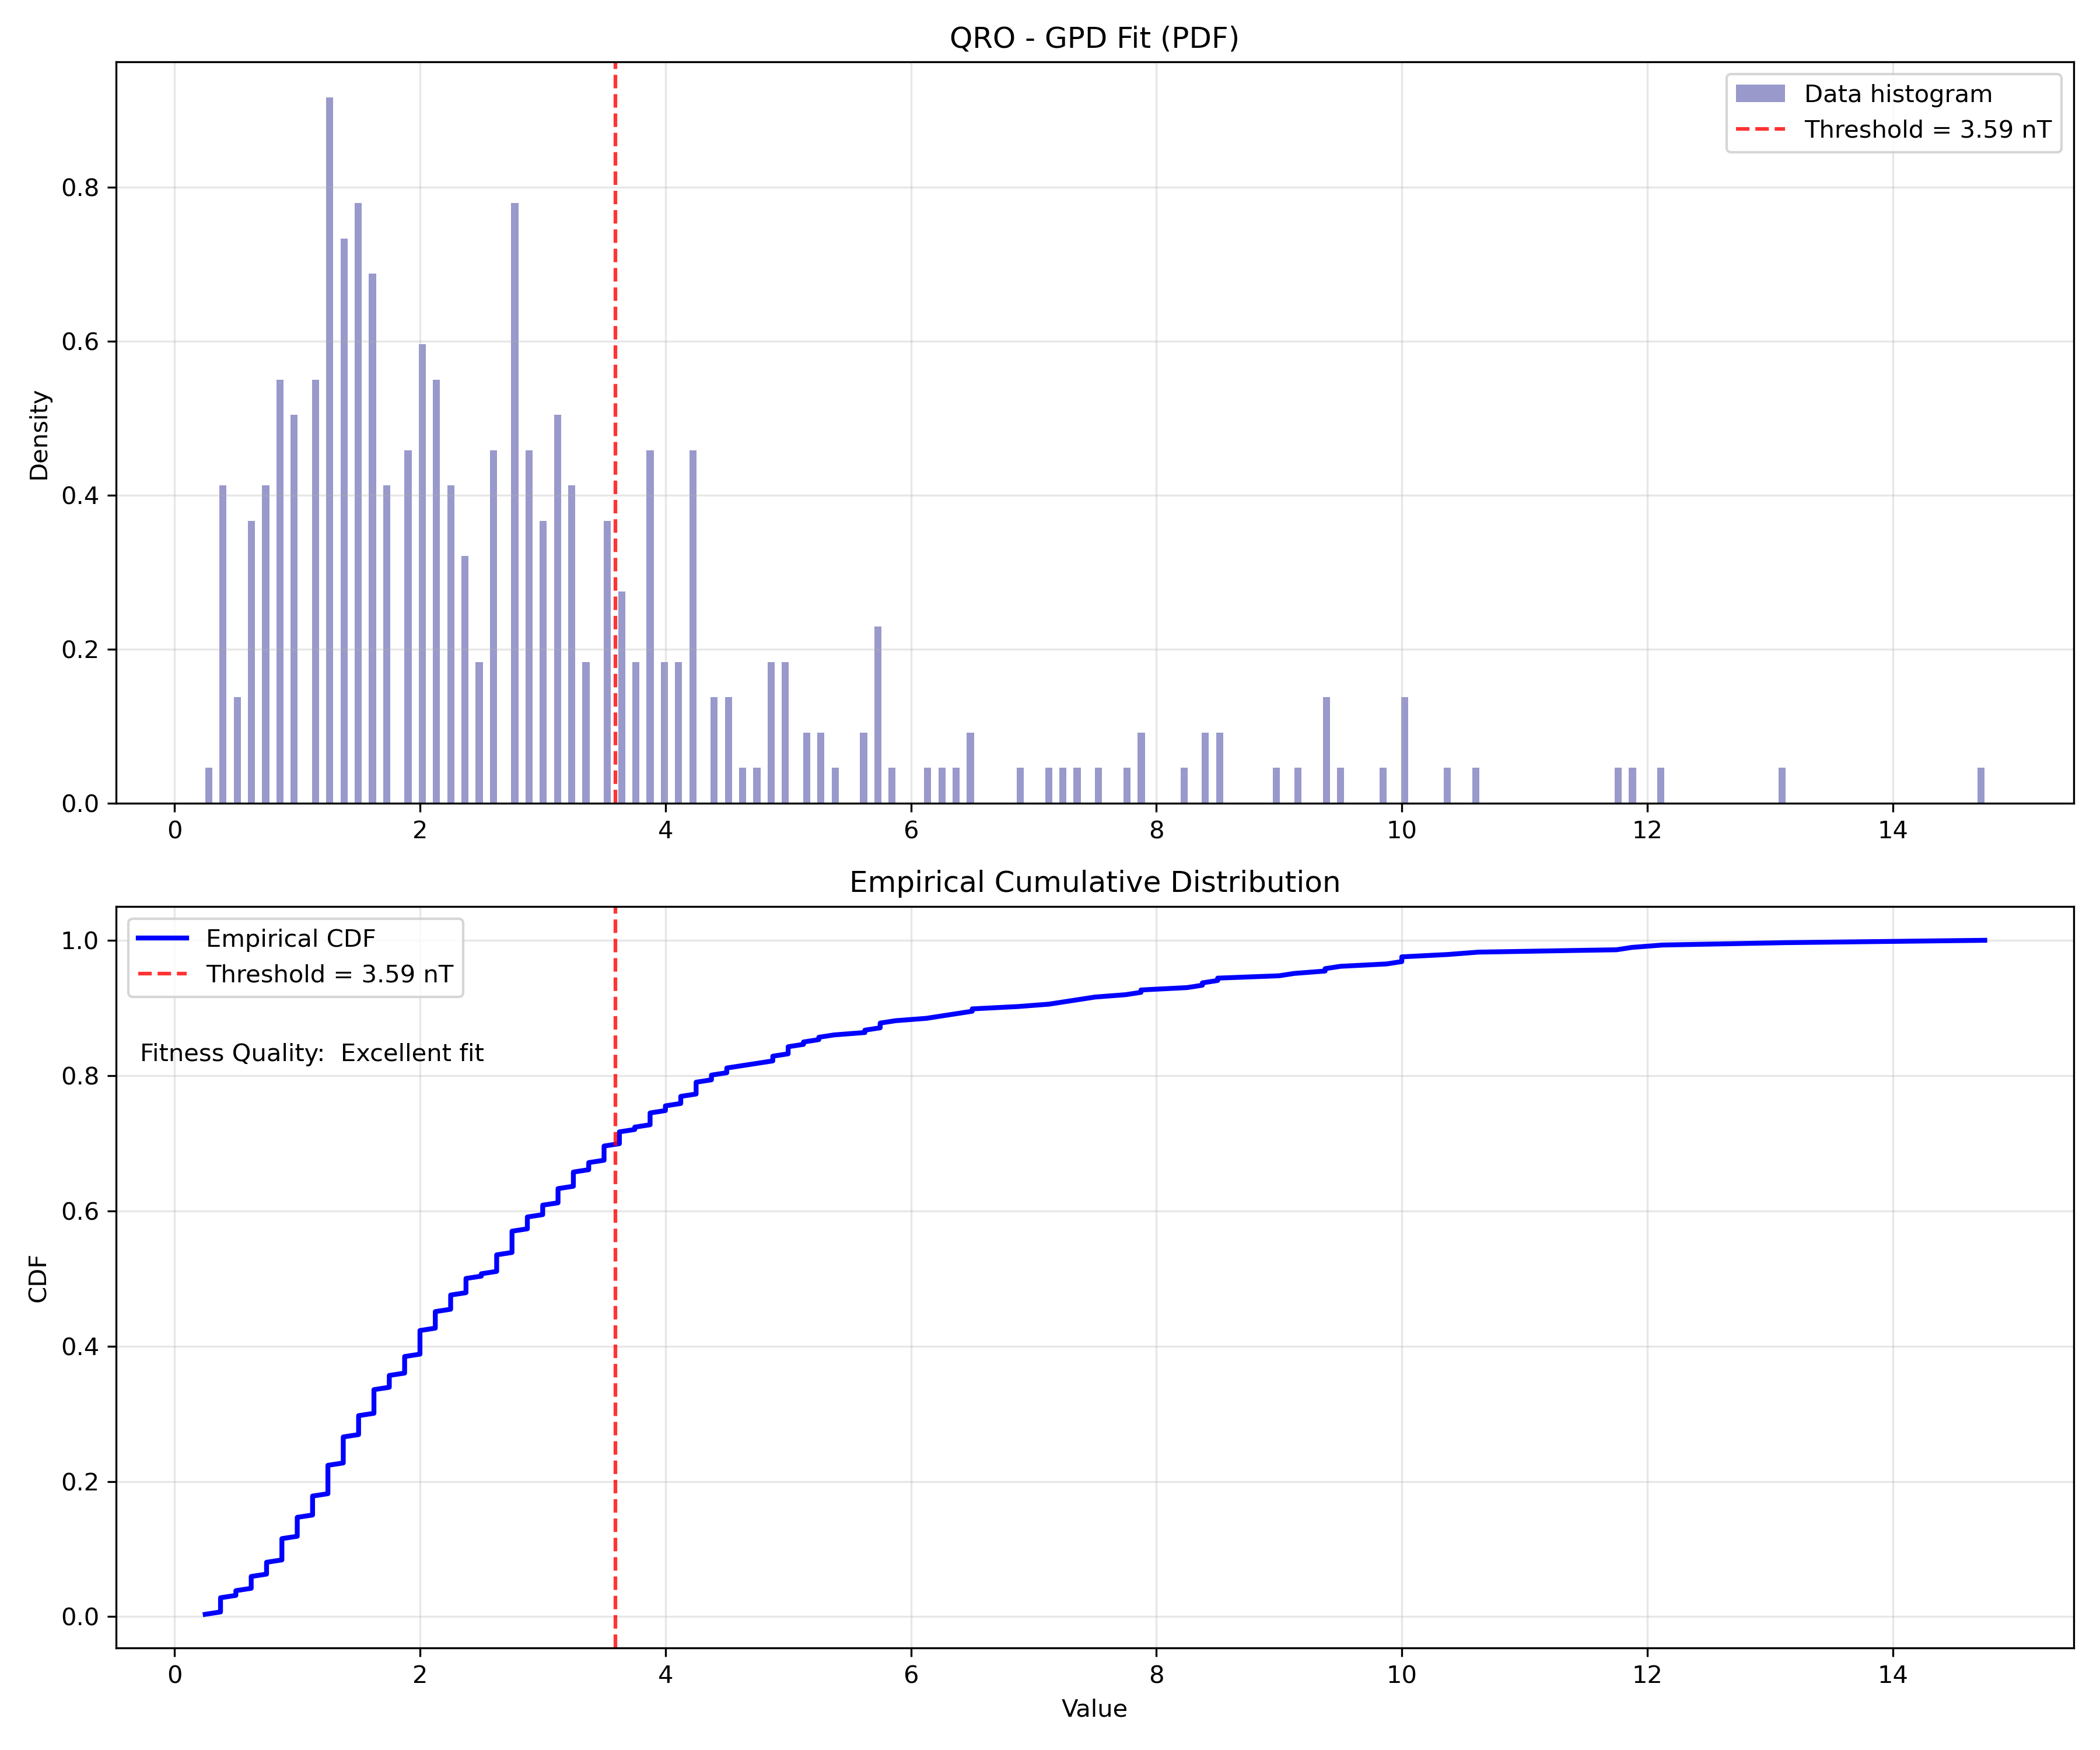 QRO - GPD Fit (PDF)
Data histogram
Threshold = 3.59 nT
Density
0.8
0.6
0.4
0.2
0.0
0 2 4 6 8 10 12 14
Empirical Cumulative Distribution
Empirical CDF
Threshold = 3.59 nT
Fitness Quality:  Excellent fit
CDF
1.0
0.8
0.6
0.4
0.2
0.0
0 2 4 6 8 10 12 14
Value